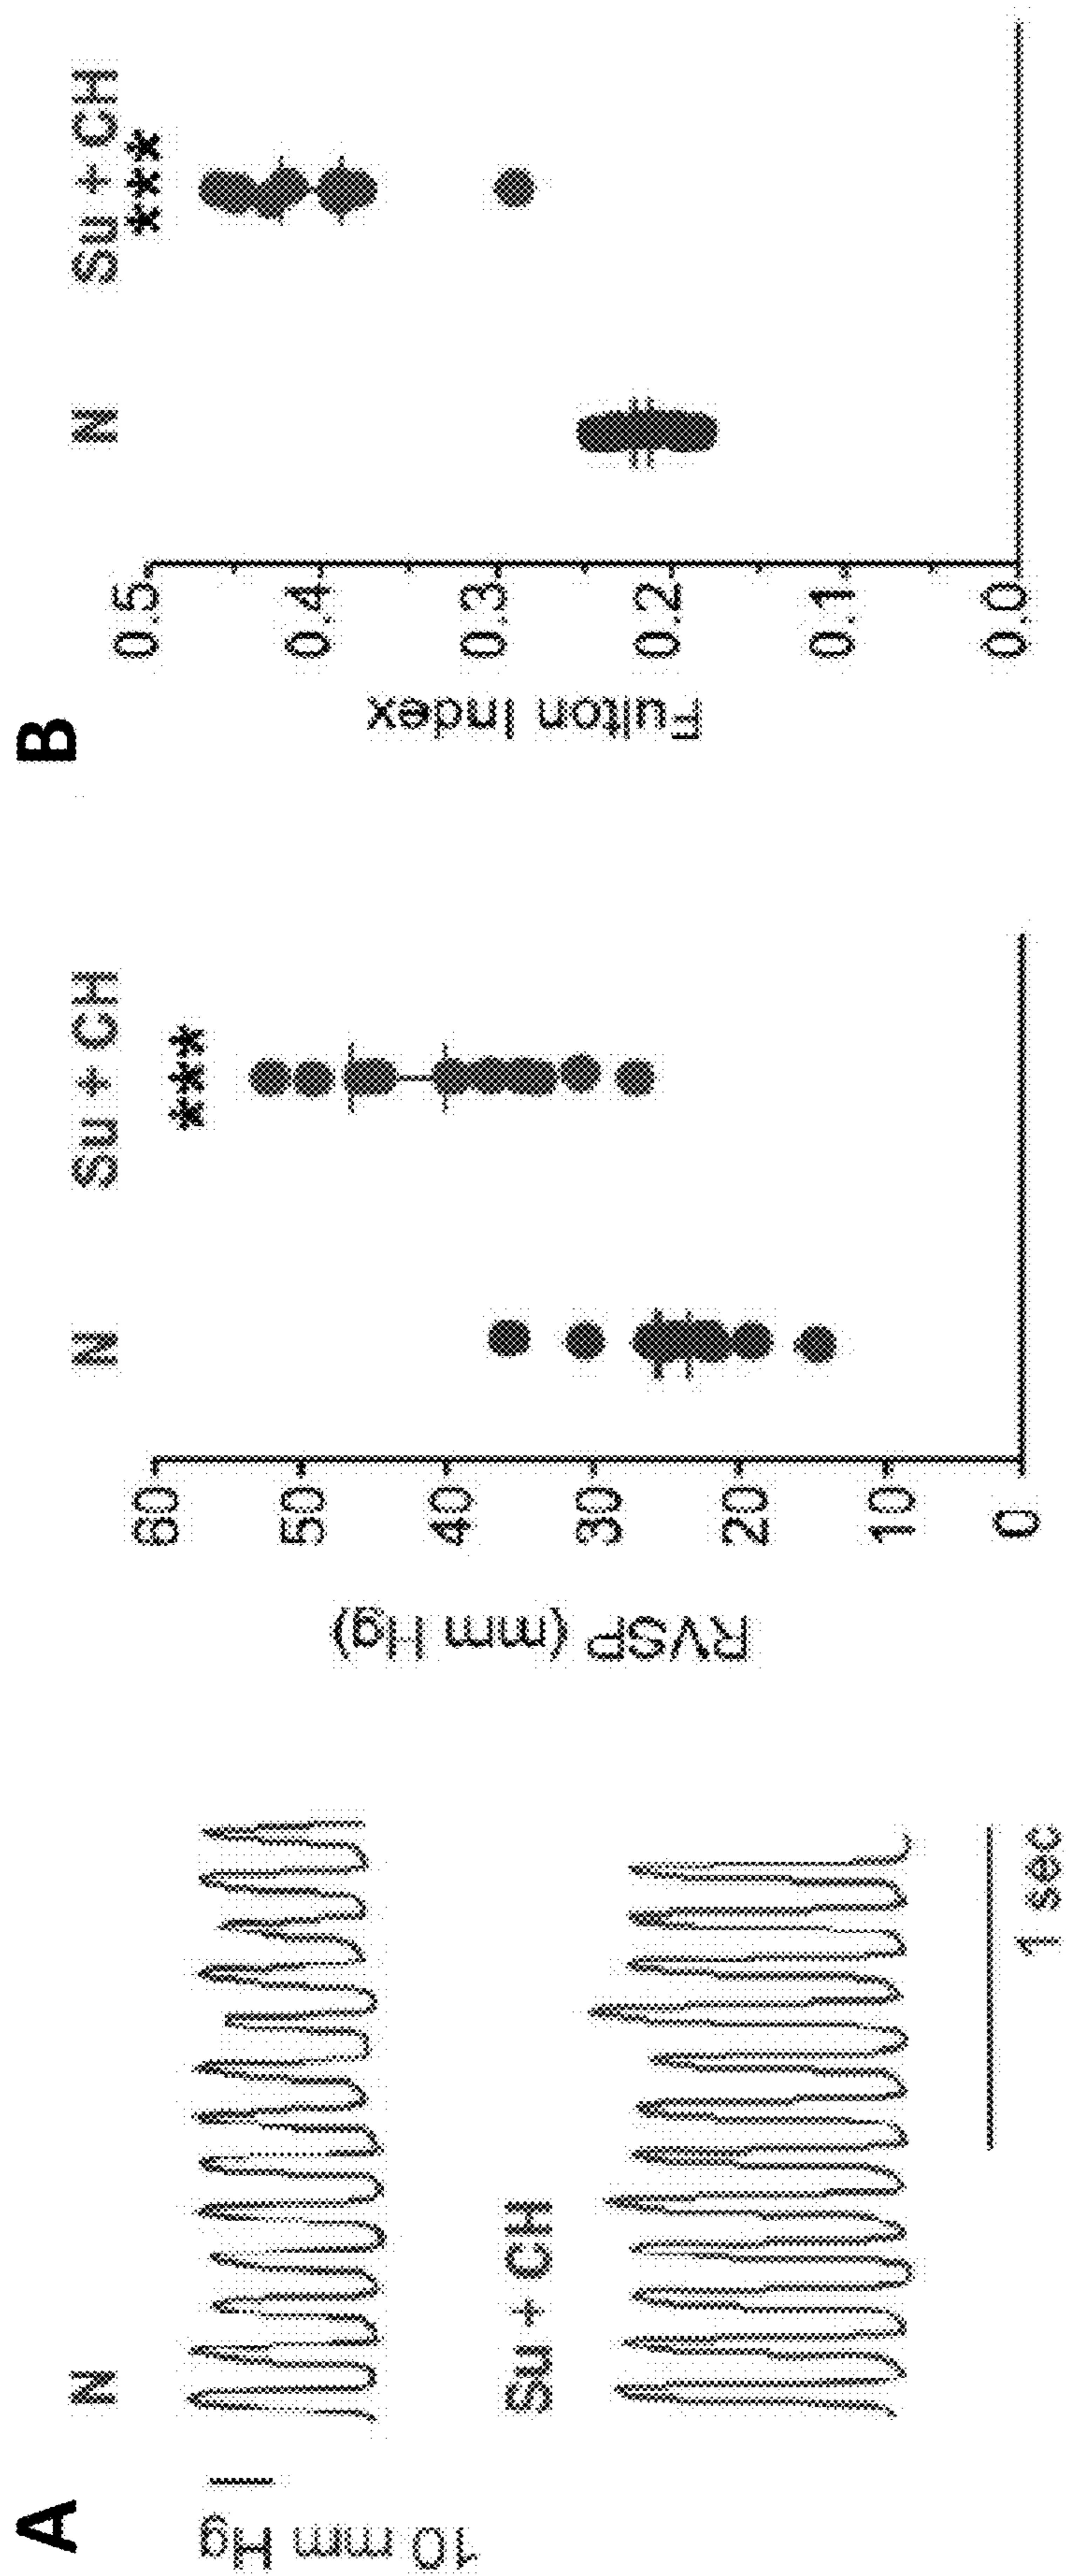 A
N
10 mm Hg
Su + CH
1 sec
RVSP (mm Hg)
60
50
40
30
20
10
0
N
Su + CH
***
B
Fulton Index
0.5
0.4
0.3
0.2
0.1
0.0
N
Su + CH
***